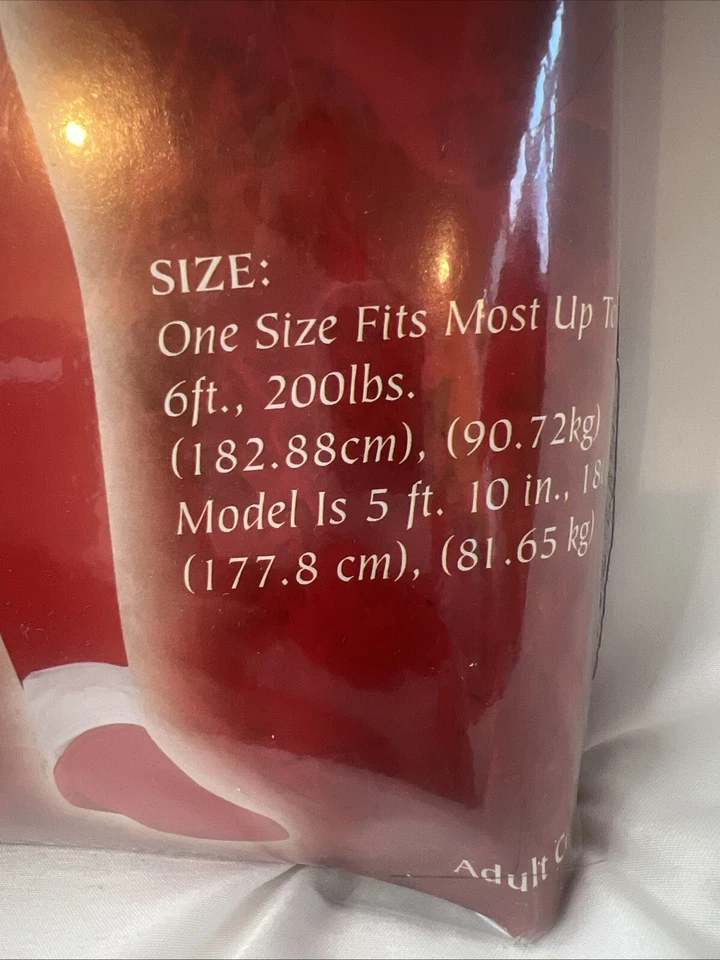 SIZE:
One Size Fits Most Up To
6ft., 200lbs.
(182.88cm), (90.72kg)
Model Is 5 ft. 10 in.,
(177.8 cm), (81.65 kg)
Adult